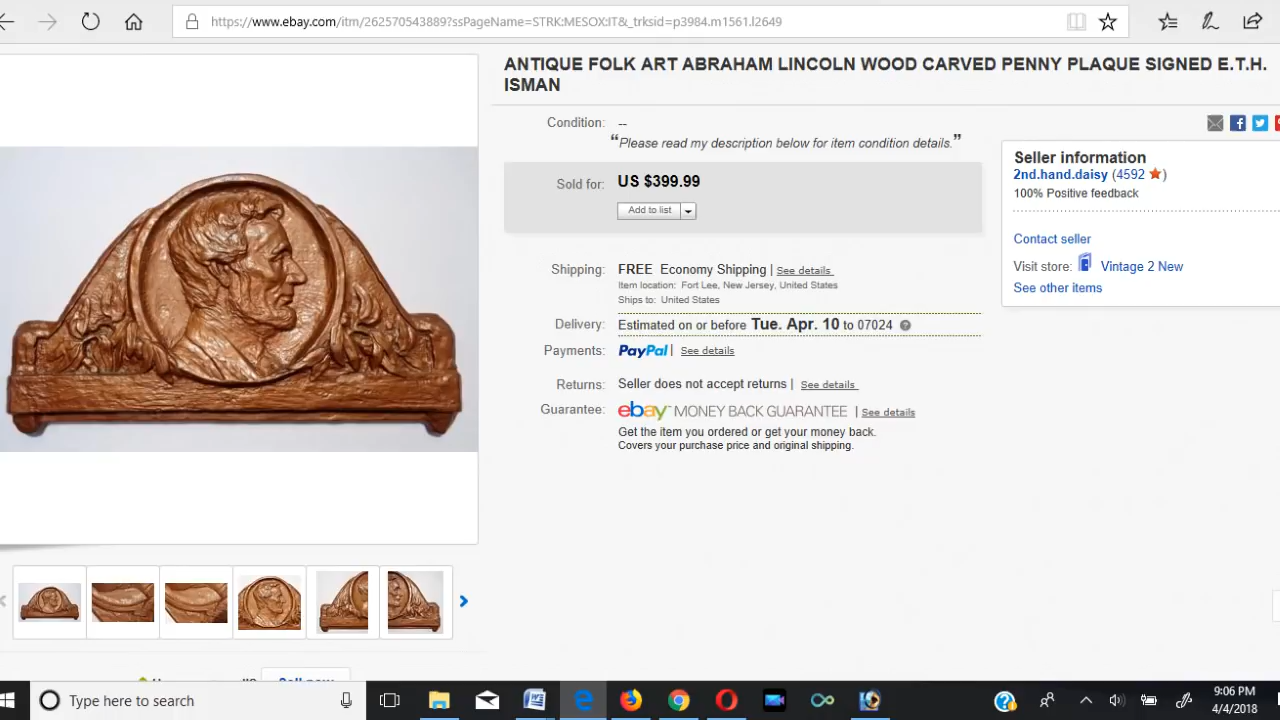 https://www.ebay.com/itm/262570543889?ssPageName=STRK:MESOX:IT&_trksid=p3984.m1561.l2649
ANTIQUE FOLK ART ABRAHAM LINCOLN WOOD CARVED PENNY PLAQUE SIGNED E.T.H.
ISMAN
Condition: --
“Please read my description below for item condition details.”
Sold for: US $399.99
Add to list
Shipping: FREE Economy Shipping | See details
Item location: Fort Lee, New Jersey, United States
Ships to: United States
Delivery: Estimated on or before Tue. Apr. 10 to 07024
Payments: PayPal | See details
Returns: Seller does not accept returns | See details
Guarantee: ebay MONEY BACK GUARANTEE | See details
Get the item you ordered or get your money back.
Covers your purchase price and original shipping.
Seller information
2nd.hand.daisy (4592 )
100% Positive feedback
Contact seller
Visit store: Vintage 2 New
See other items
Type here to search
9:06 PM
4/4/2018